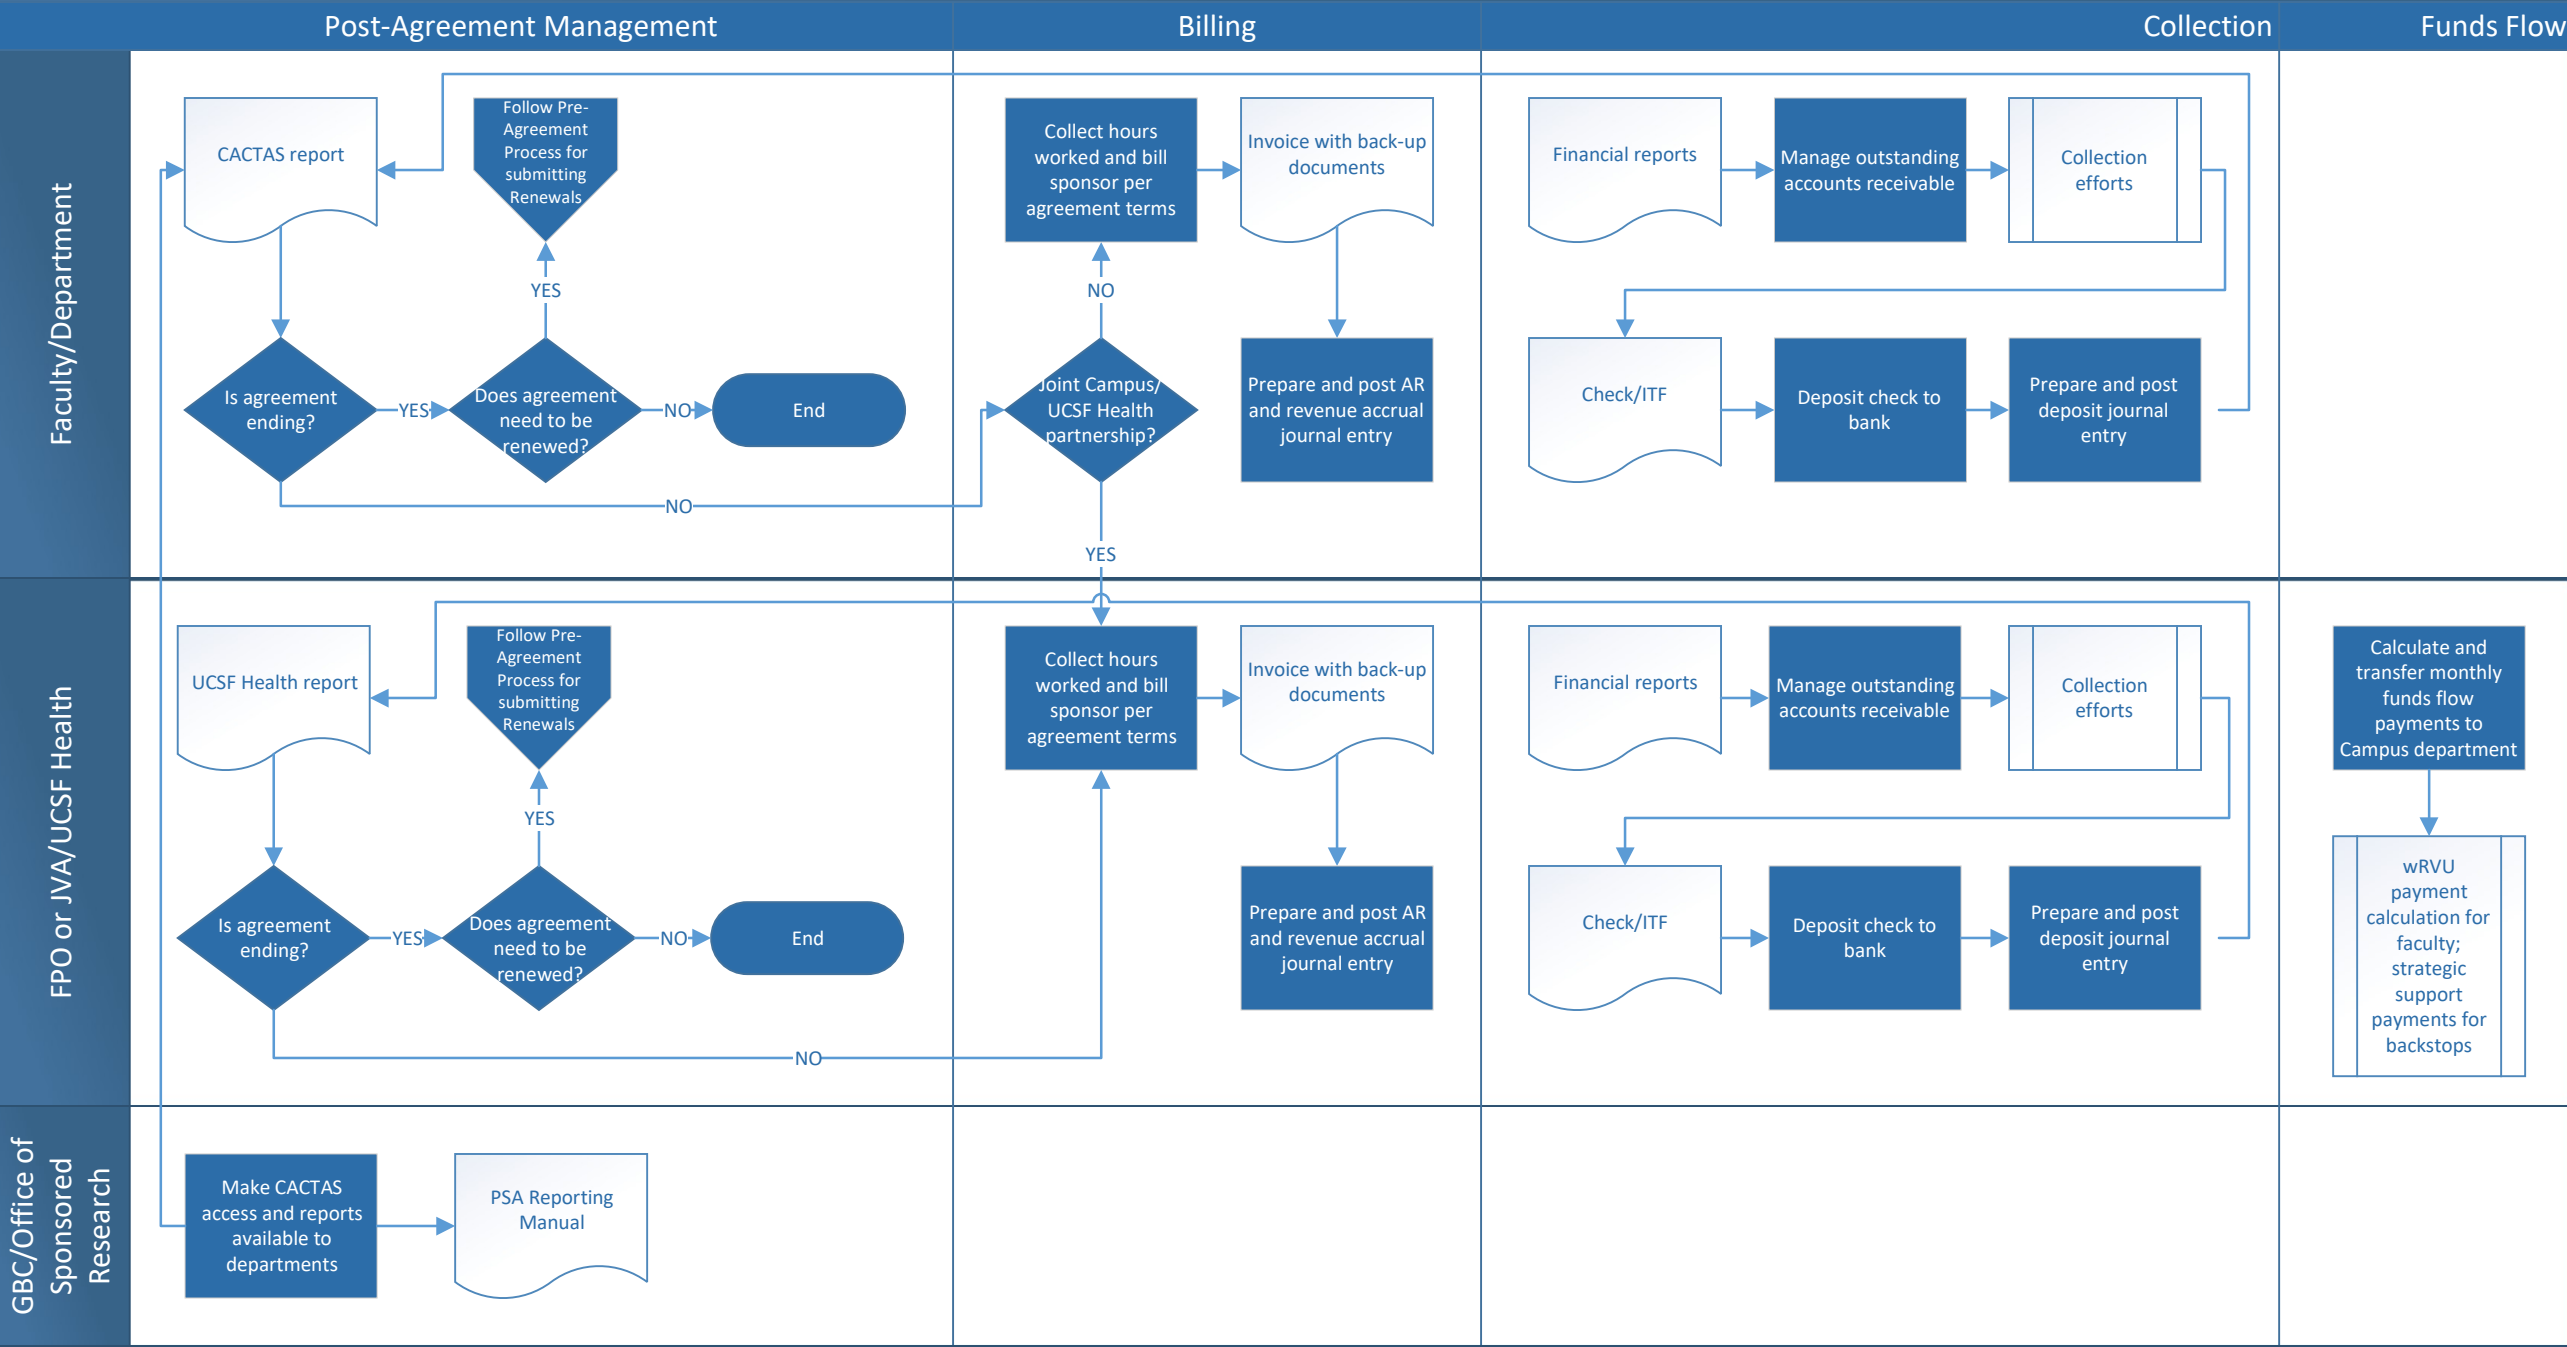 Post-Agreement Management
Billing
Collection
Funds Flow
Faculty/Department
CACTAS report
Follow Pre-
Agreement
Process for
submitting
Renewals
YES
Is agreement
ending?
YES
Does agreement
need to be
renewed?
NO
End
NO
Collect hours
worked and bill
sponsor per
agreement terms
Invoice with back-up
documents
NO
Joint Campus/
UCSF Health
partnership?
YES
Prepare and post AR
and revenue accrual
journal entry
Financial reports
Manage outstanding
accounts receivable
Collection
efforts
Check/ITF
Deposit check to
bank
Prepare and post
deposit journal
entry
FPO or JVA/UCSF Health
UCSF Health report
Follow Pre-
Agreement
Process for
submitting
Renewals
YES
Is agreement
ending?
YES
Does agreement
need to be
renewed?
NO
End
NO
Collect hours
worked and bill
sponsor per
agreement terms
Invoice with back-up
documents
Prepare and post AR
and revenue accrual
journal entry
Financial reports
Manage outstanding
accounts receivable
Collection
efforts
Check/ITF
Deposit check to
bank
Prepare and post
deposit journal
entry
Calculate and
transfer monthly
funds flow
payments to
Campus department
wRVU
payment
calculation for
faculty;
strategic
support
payments for
backstops
GBC/Office of
Sponsored
Research
Make CACTAS
access and reports
available to
departments
PSA Reporting
Manual